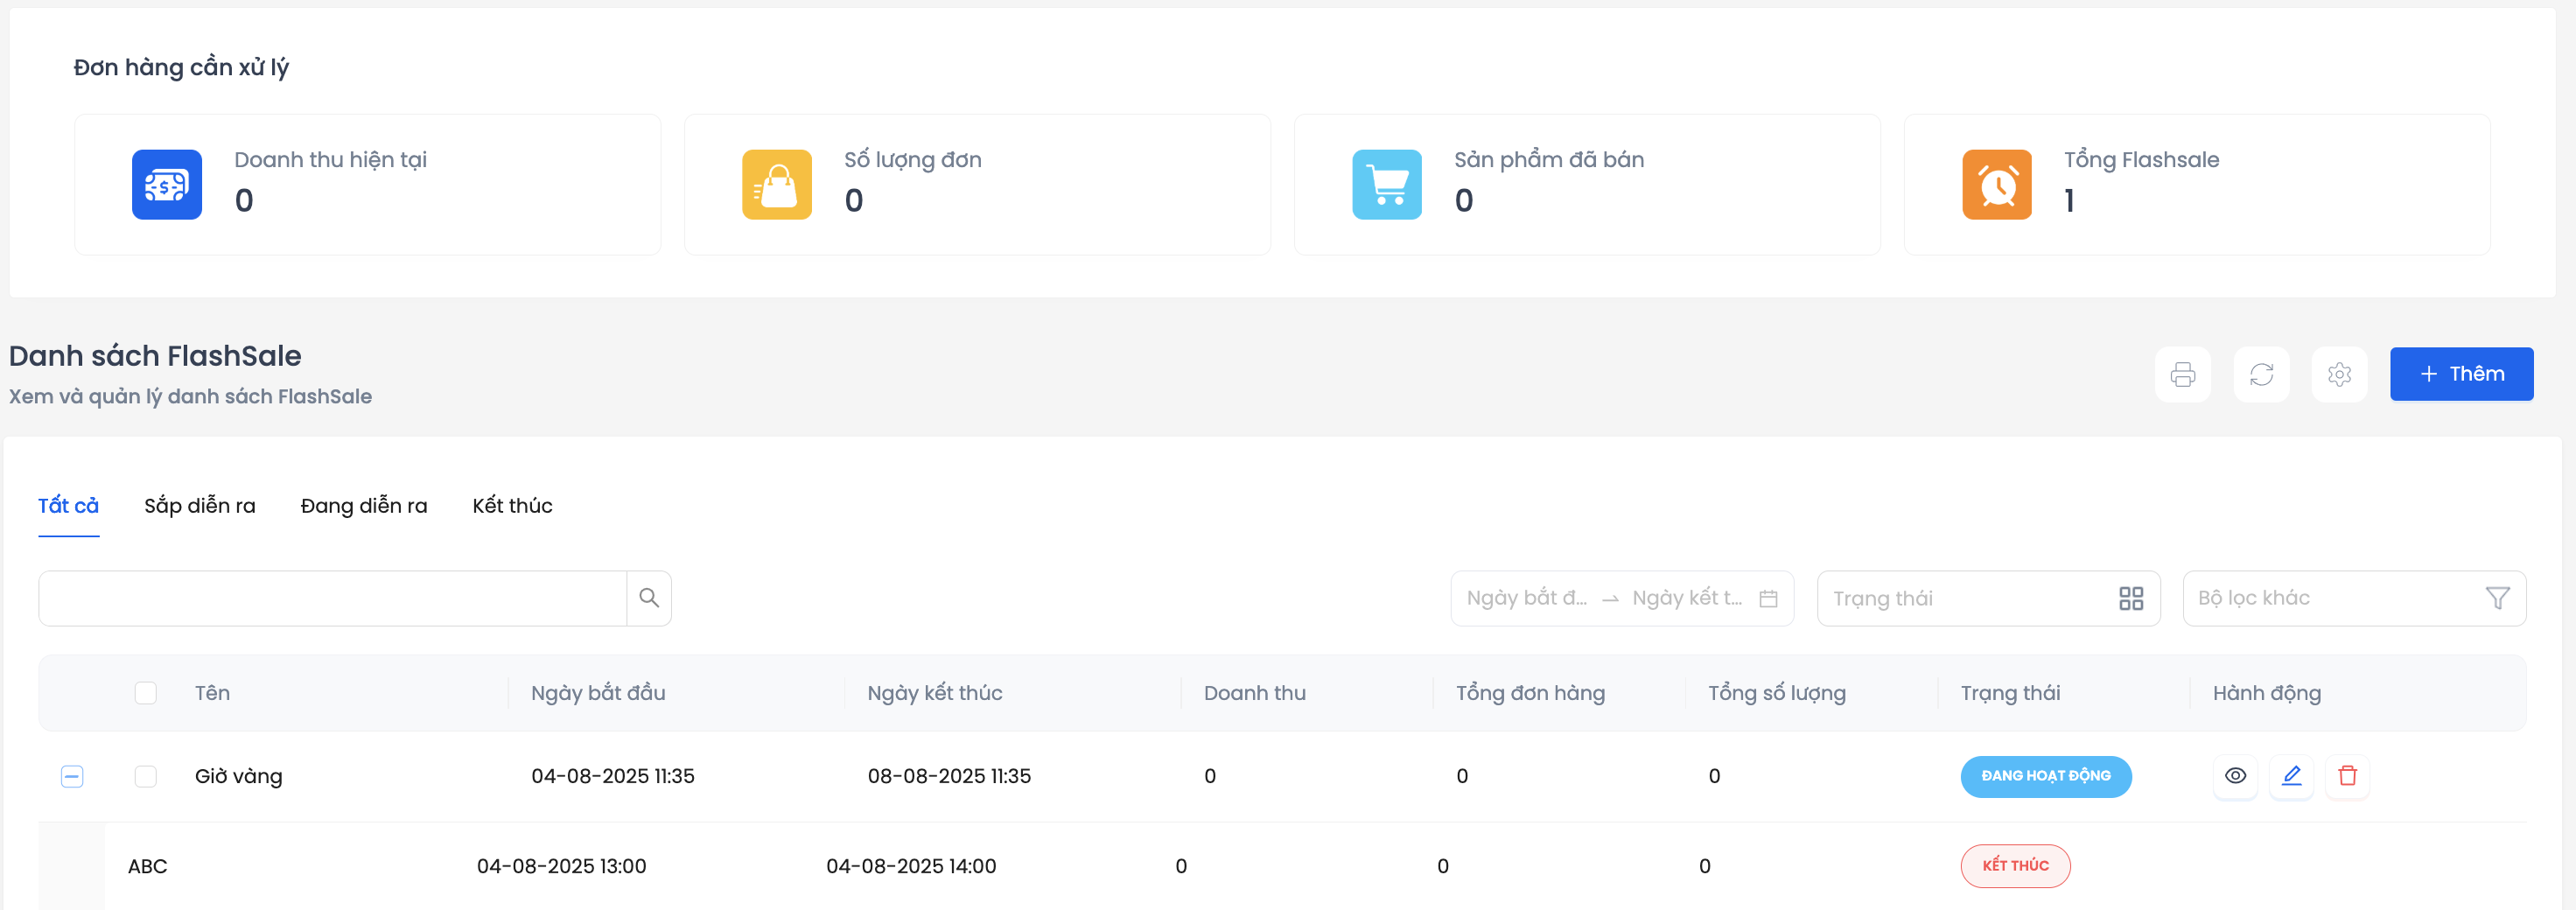 Đơn hàng cần xử lý
Doanh thu hiện tại
0
Số lượng đơn
0
Sản phẩm đã bán
0
Tổng Flashsale
1
Danh sách FlashSale
Xem và quản lý danh sách FlashSale
Thêm
Tất cả Sắp diễn ra Đang diễn ra Kết thúc
Ngày bắt đ... Ngày kết t... Trạng thái Bộ lọc khác
Tên Ngày bắt đầu Ngày kết thúc Doanh thu Tổng đơn hàng Tổng số lượng Trạng thái Hành động
Giờ vàng 04-08-2025 11:35 08-08-2025 11:35 0 0 0 ĐANG HOẠT ĐỘNG
ABC 04-08-2025 13:00 04-08-2025 14:00 0 0 0 KẾT THÚC